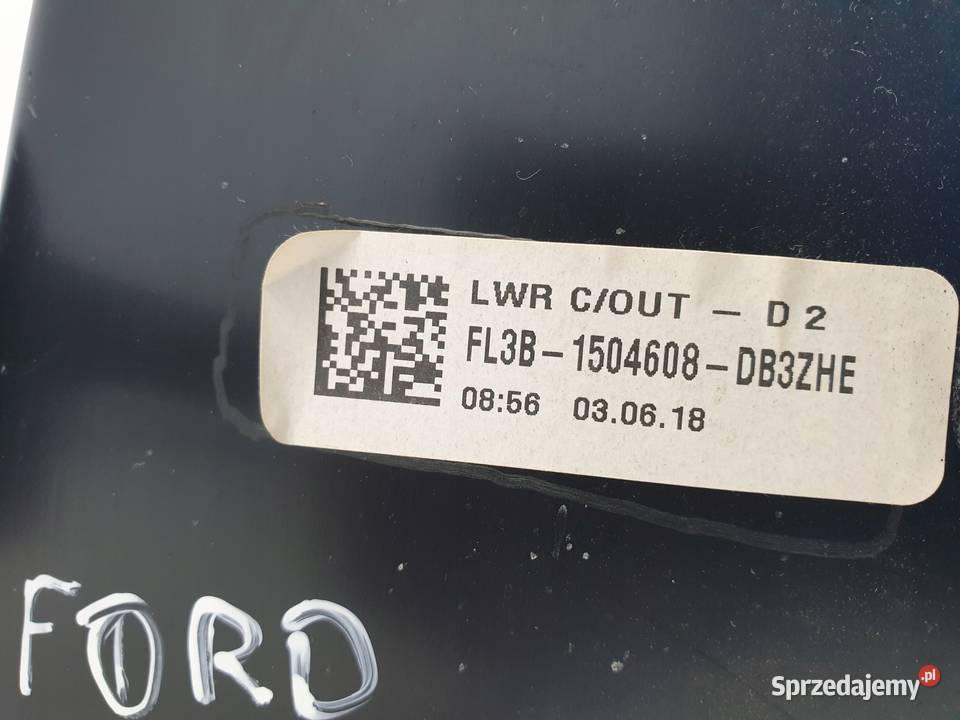 LWR C/OUT – D 2
FL3B-1504608-DB3ZHE
08:56 03.06.18
FORD
Sprzedajemy.pl